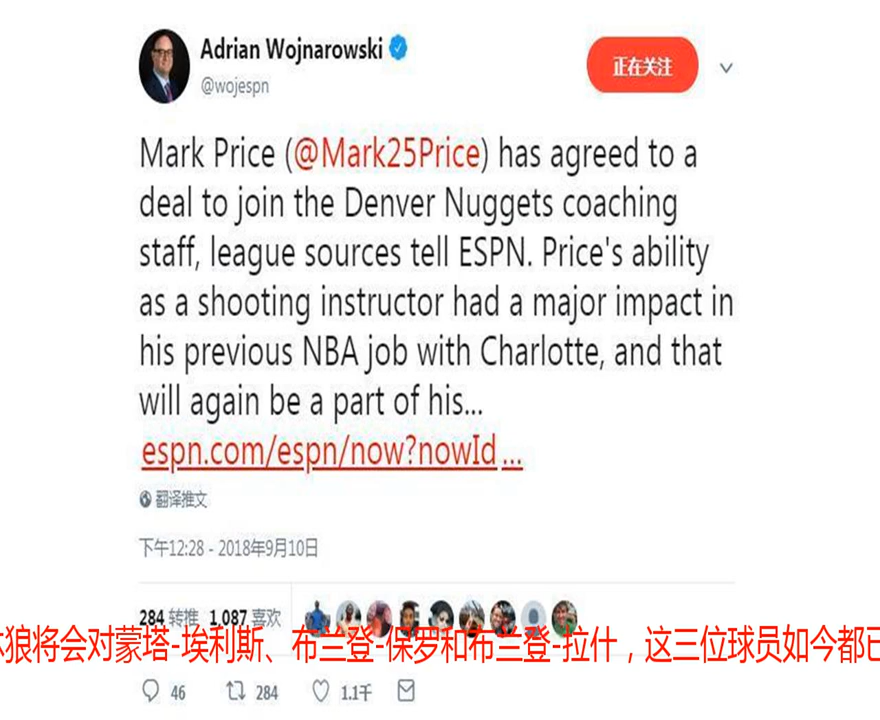 Adrian Wojnarowski
@wojespn
正在关注
Mark Price (@Mark25Price) has agreed to a
deal to join the Denver Nuggets coaching
staff, league sources tell ESPN. Price's ability
as a shooting instructor had a major impact in
his previous NBA job with Charlotte, and that
will again be a part of his...
espn.com/espn/now?nowId ...
翻译推文
下午12:28 - 2018年9月10日
284 转推 1,087 喜欢
狼将会对蒙塔-埃利斯、布兰登-保罗和布兰登-拉什，这三位球员如今都已
46 284 1.1千